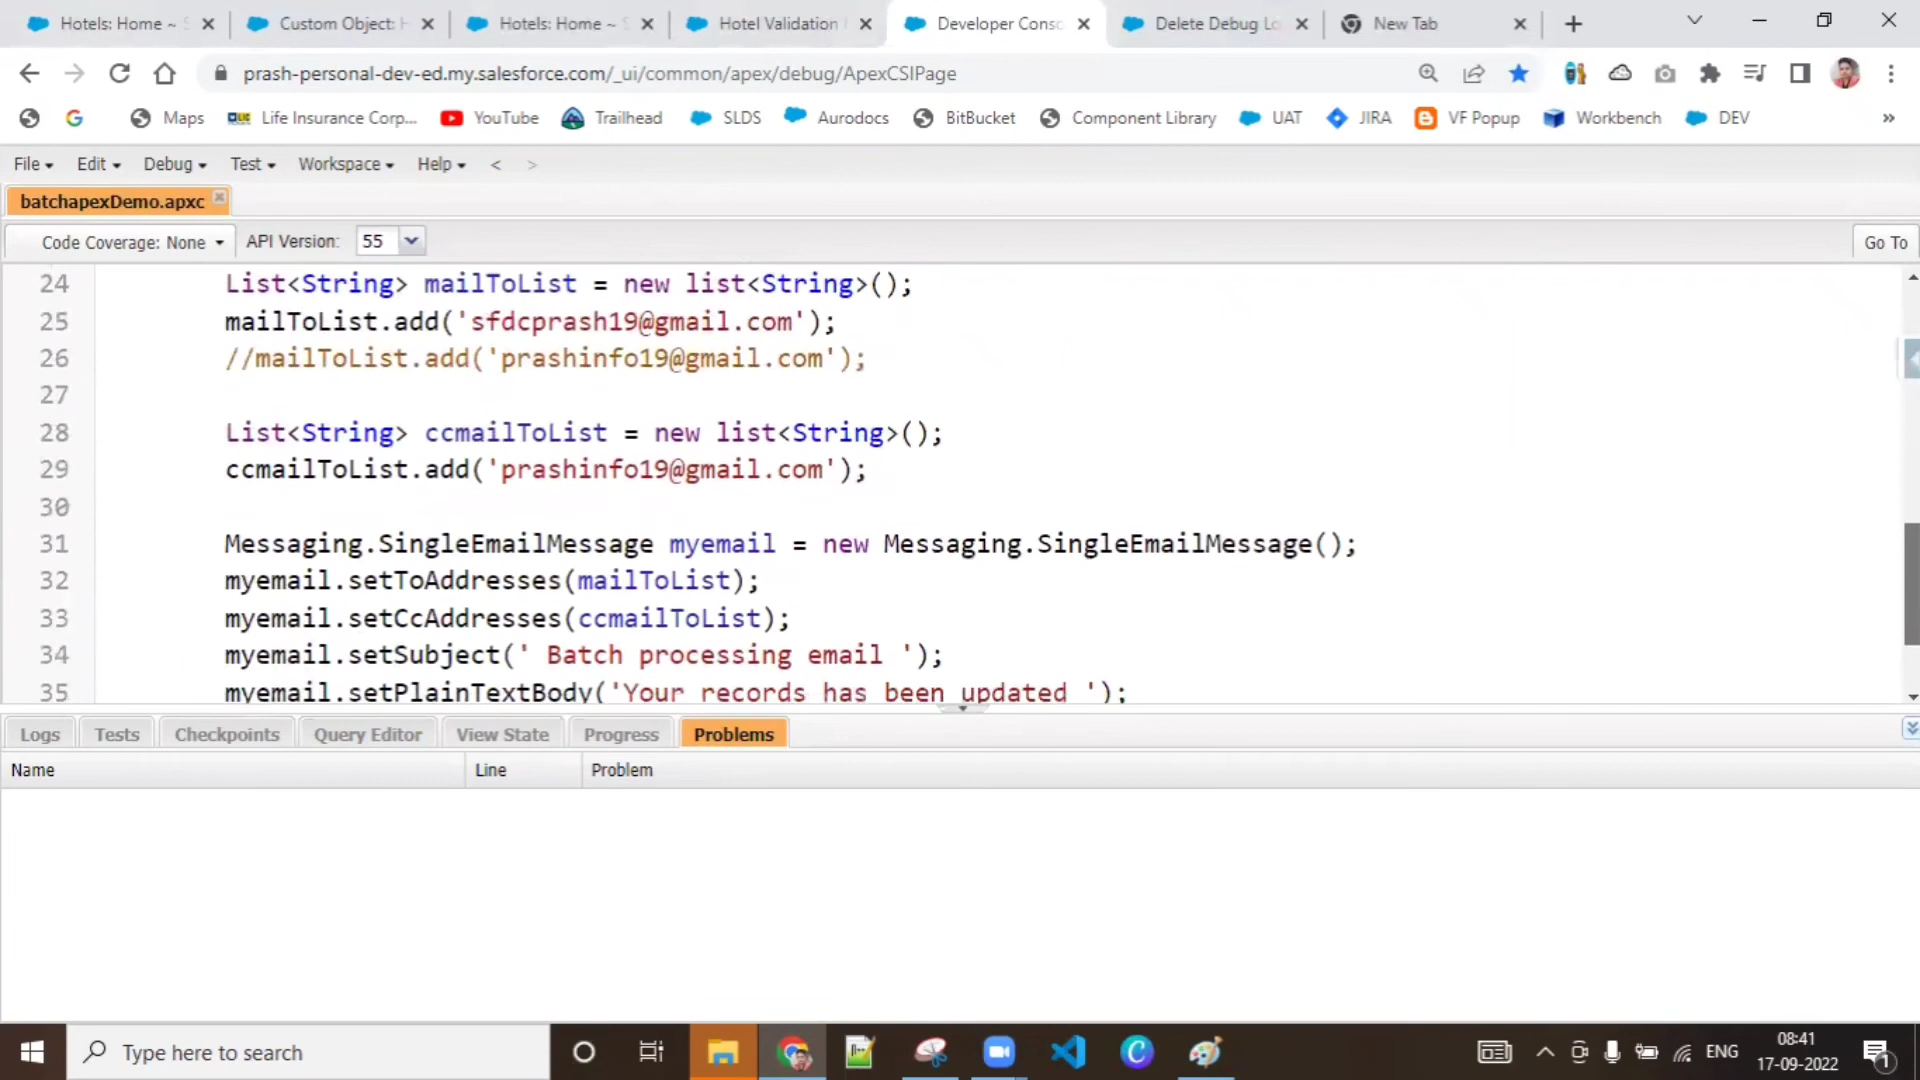 Hotels: Home ~ S
Custom Object: H
Hotels: Home ~ S
Hotel Validation
Developer Conso
Delete Debug Lo
New Tab
prash-personal-dev-ed.my.salesforce.com/_ui/common/apex/debug/ApexCSIPage
Maps
LIC
Life Insurance Corp...
YouTube
Trailhead
SLDS
Aurodocs
BitBucket
Component Library
UAT
JIRA
VF Popup
Workbench
DEV
»
File
Edit
Debug
Test
Workspace
Help
<
>
batchapexDemo.apxc
Code Coverage: None
API Version:
55
Go To
24 List<String> mailToList = new list<String>();
25 mailToList.add('sfdcprash19@gmail.com');
26 //mailToList.add('prashinfo19@gmail.com');
27
28 List<String> ccmailToList = new list<String>();
29 ccmailToList.add('prashinfo19@gmail.com');
30
31 Messaging.SingleEmailMessage myemail = new Messaging.SingleEmailMessage();
32 myemail.setToAddresses(mailToList);
33 myemail.setCcAddresses(ccmailToList);
34 myemail.setSubject(' Batch processing email ');
35 myemail.setPlainTextBody('Your records has been updated ');
Logs
Tests
Checkpoints
Query Editor
View State
Progress
Problems
Name
Line
Problem
Type here to search
ENG
08:41
17-09-2022
1